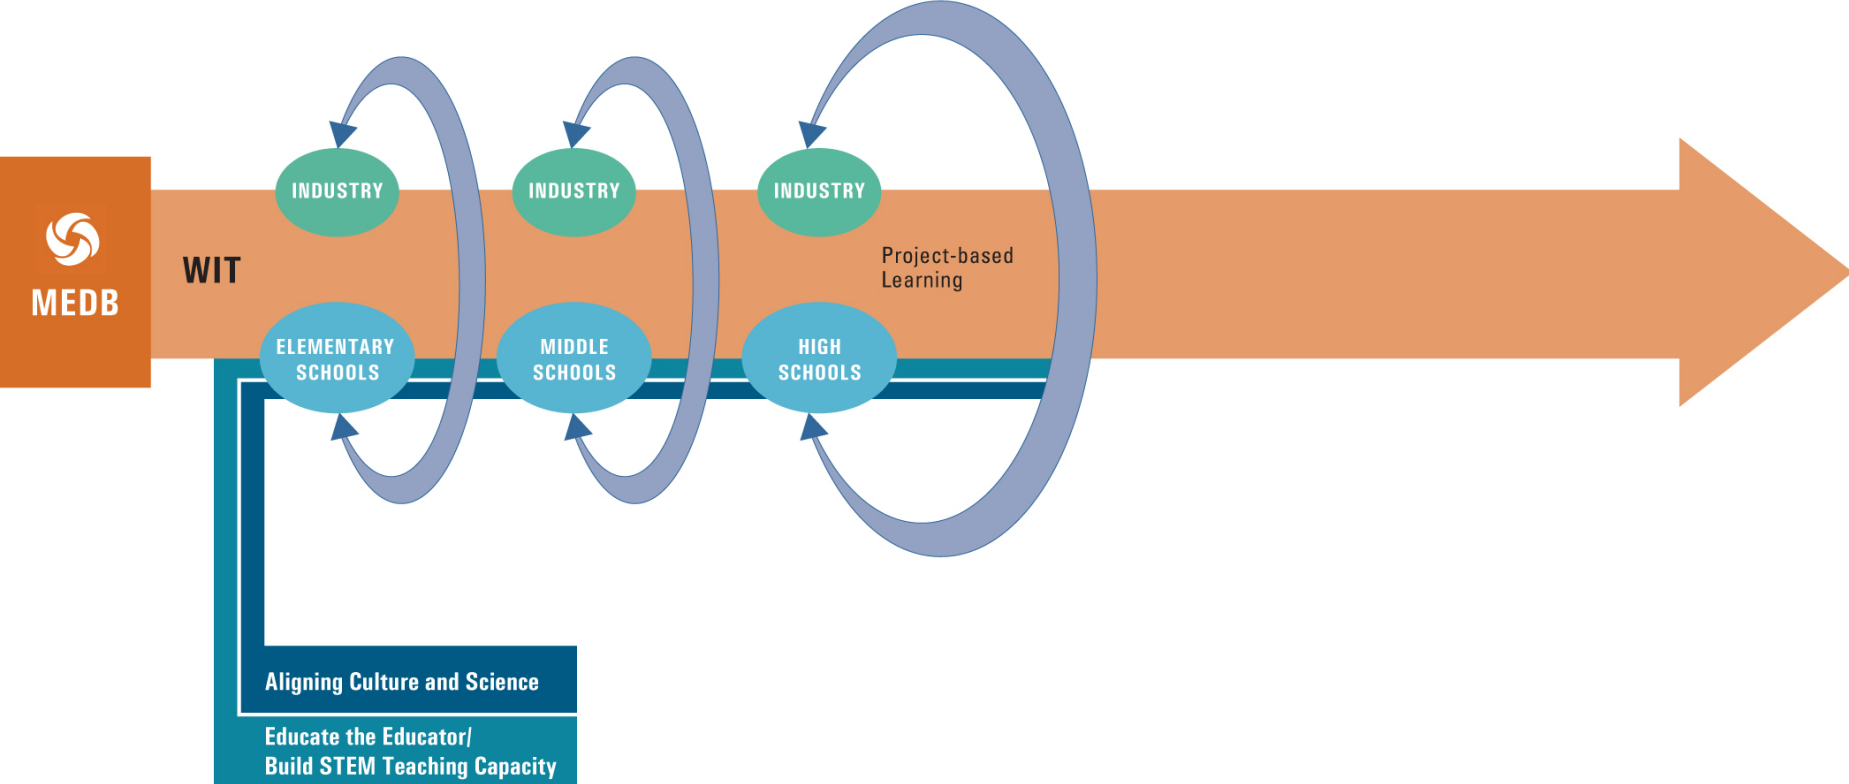 MEDB
WIT
INDUSTRY
INDUSTRY
INDUSTRY
Project-based
Learning
ELEMENTARY
SCHOOLS
MIDDLE
SCHOOLS
HIGH
SCHOOLS
Aligning Culture and Science
Educate the Educator/
Build STEM Teaching Capacity